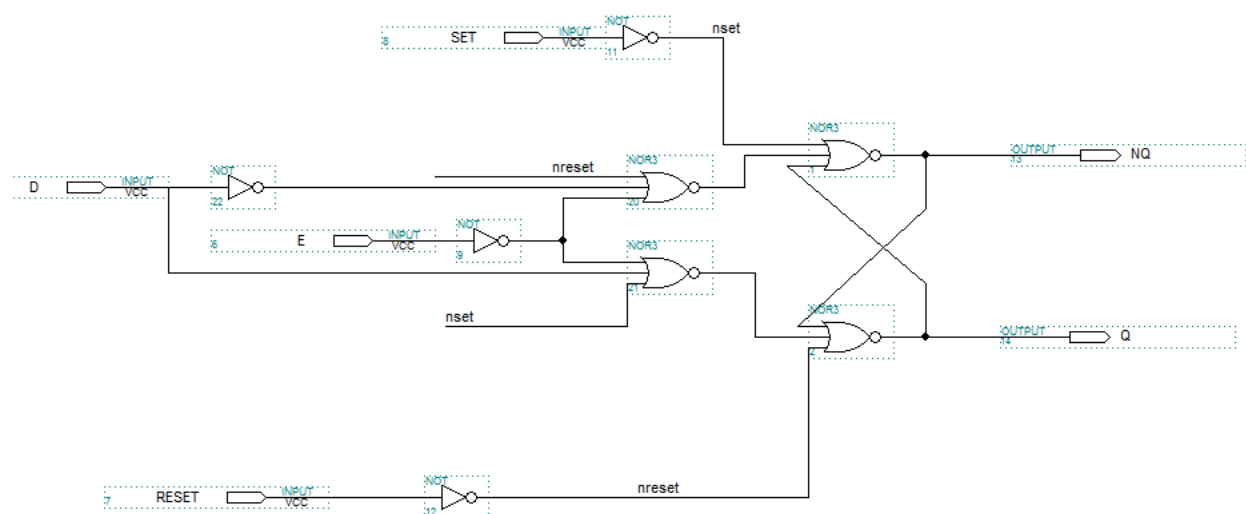 NOT
SET
INPUT
VCC
8
11
nset
NOR3
1
OUTPUT
13
NQ
D
INPUT
VCC
NOT
22
nreset
NOR3
20
E
INPUT
VCC
6
NOT
9
NOR3
21
nset
NOR3
2
OUTPUT
14
Q
RESET
INPUT
VCC
7
NOT
12
nreset